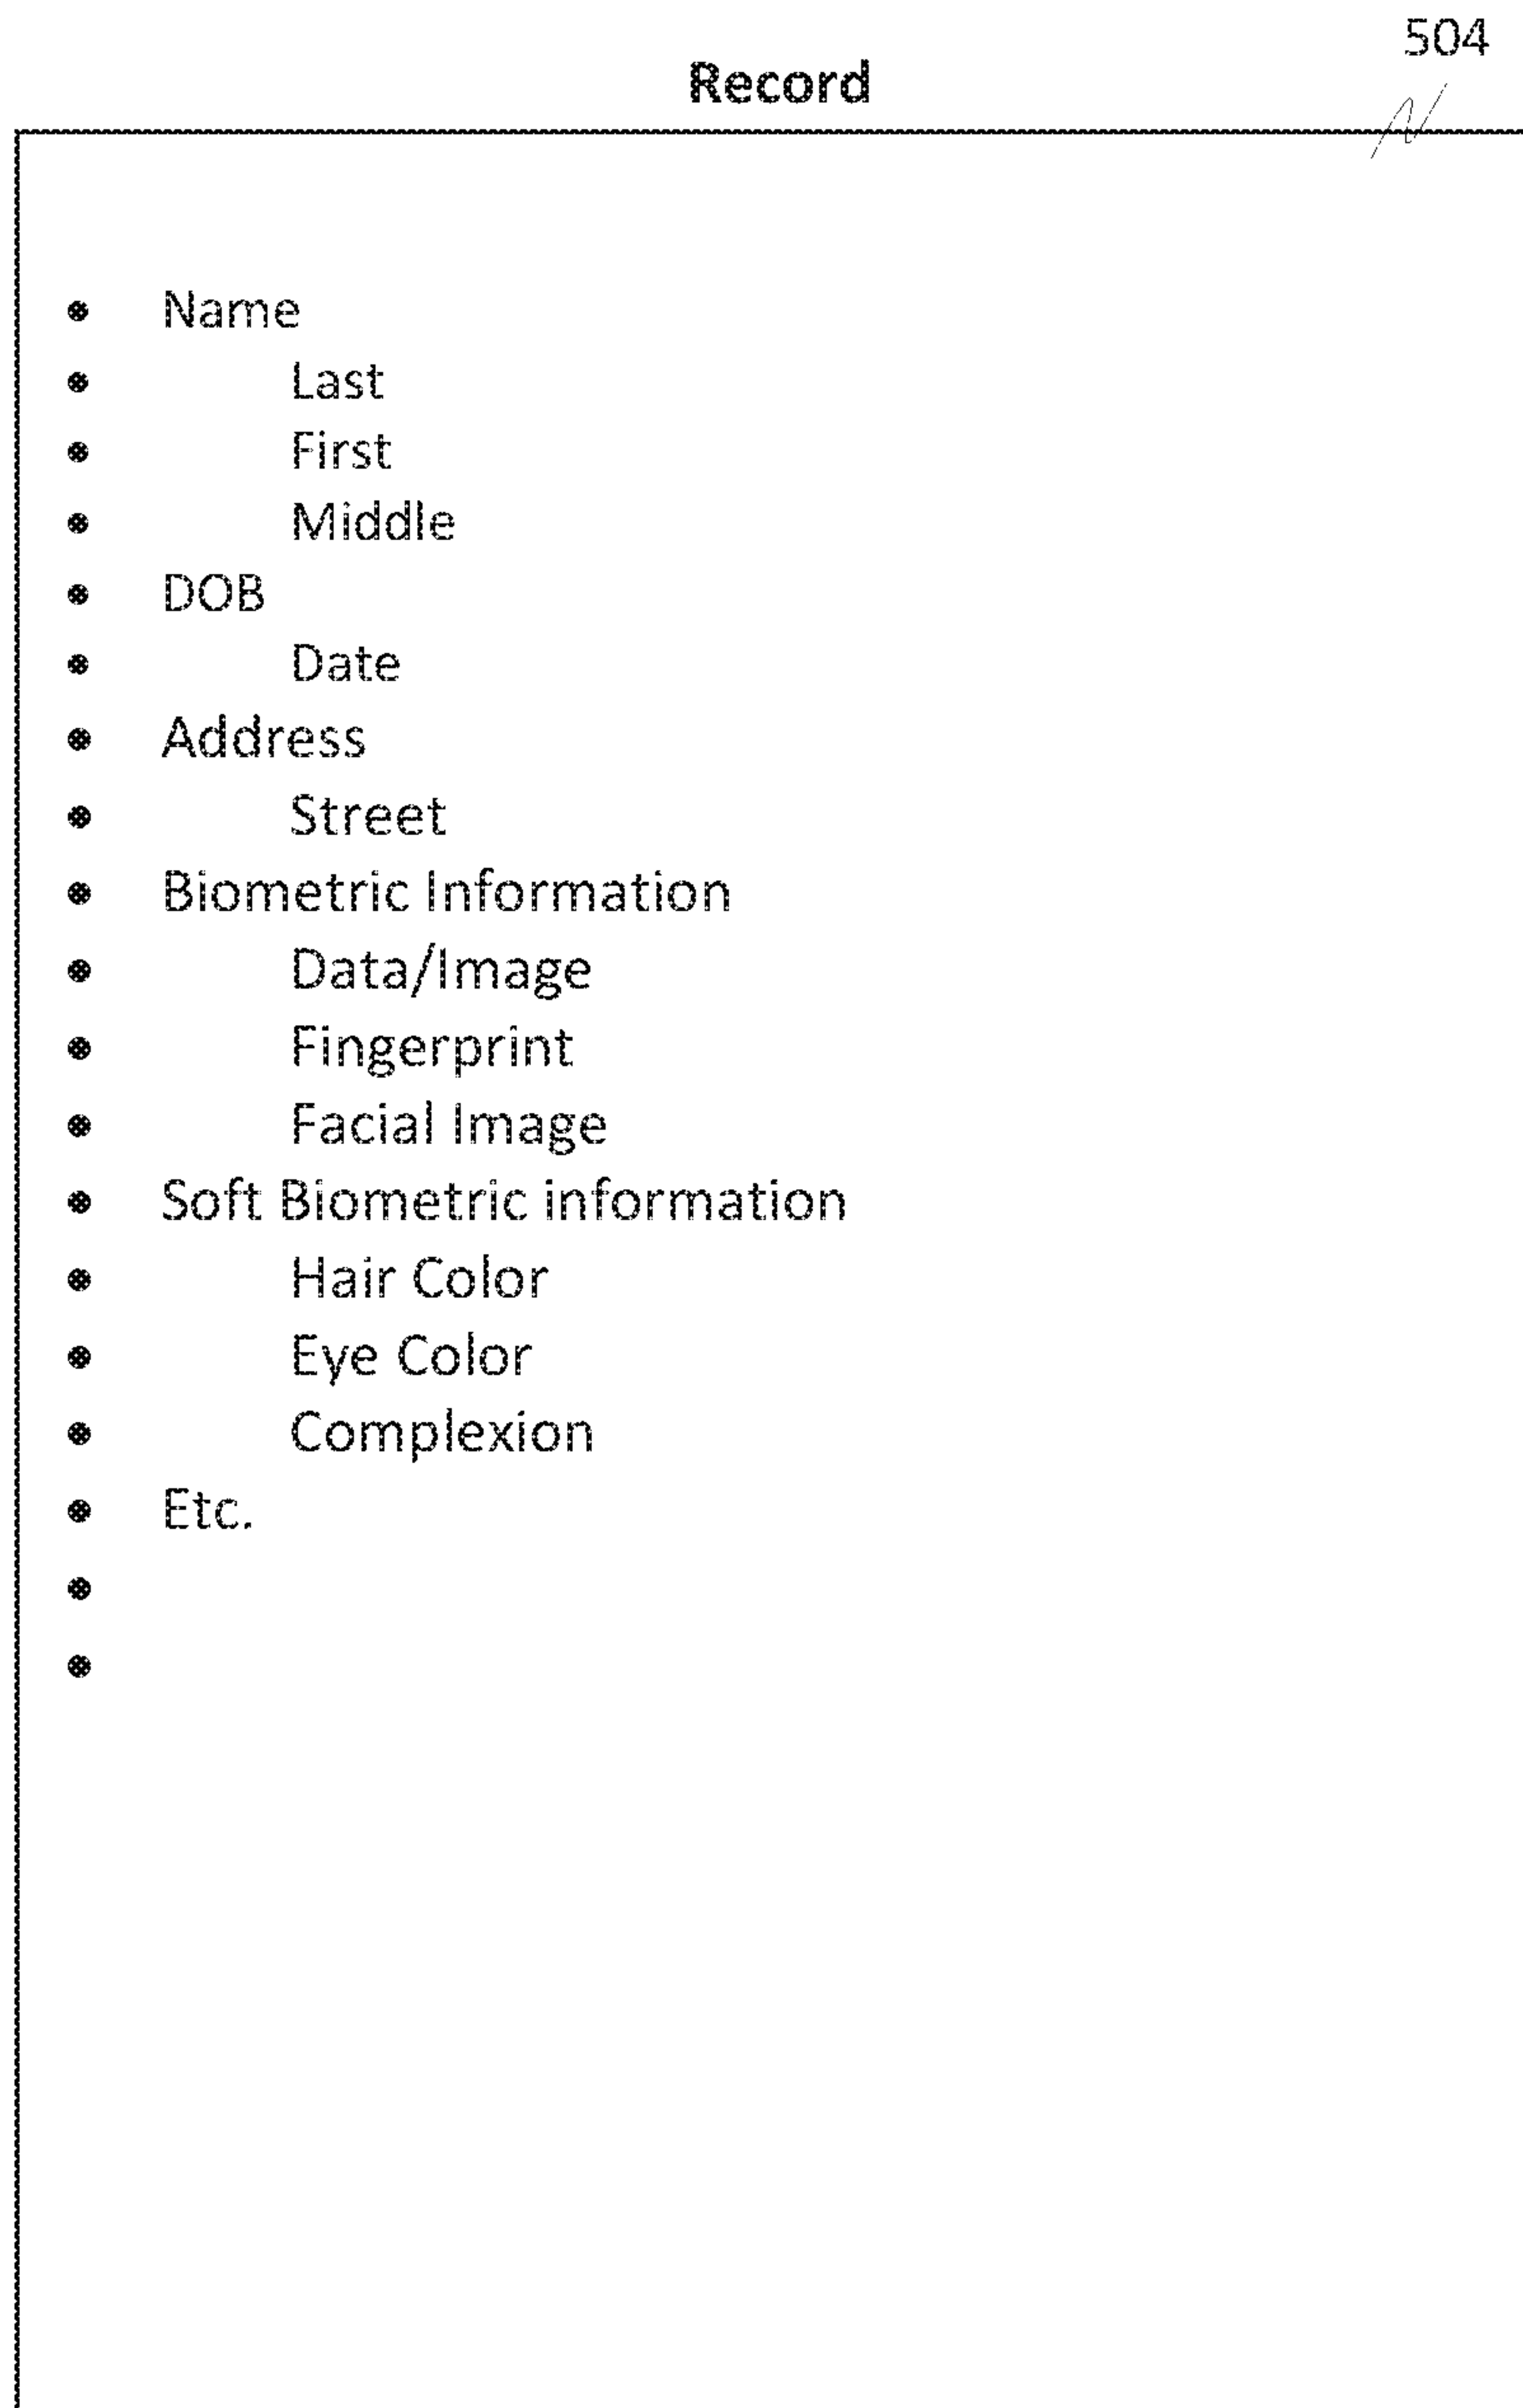 504
Record
• Name
• Last
• First
• Middle
• DOB
• Date
• Address
• Street
• Biometric Information
• Data/Image
• Fingerprint
• Facial Image
• Soft Biometric information
• Hair Color
• Eye Color
• Complexion
• Etc.
•
•